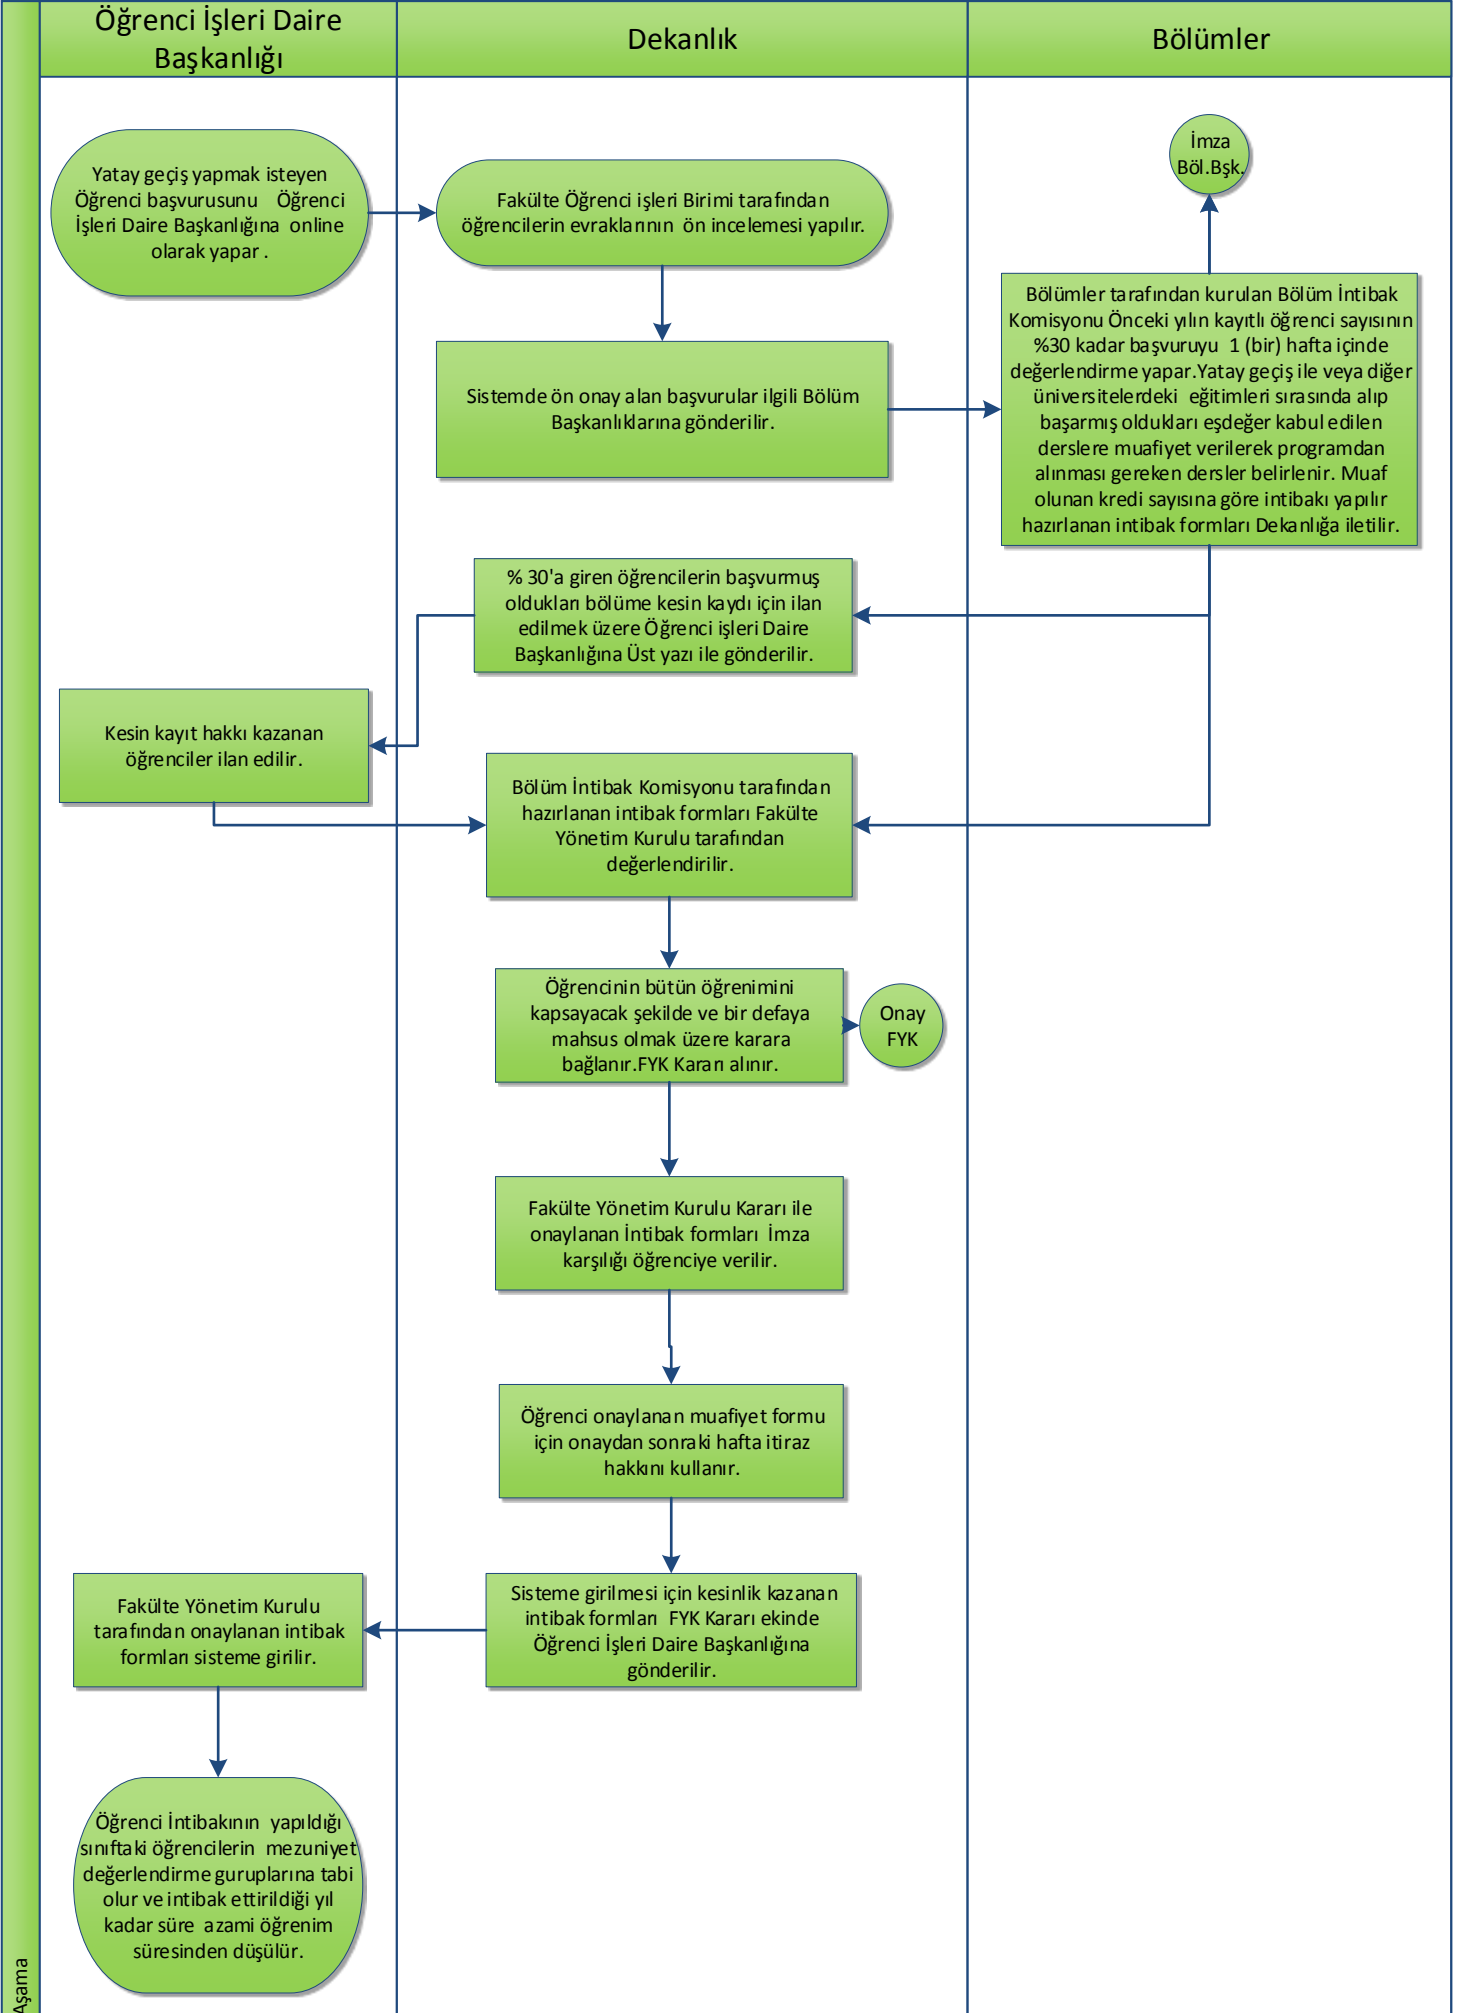 Öğrenci İşleri Daire
Başkanlığı
Dekanlık
Bölümler
Yatay geçiş yapmak isteyen
Öğrenci başvurusunu Öğrenci
İşleri Daire Başkanlığına online
olarak yapar .
Fakülte Öğrenci işleri Birimi tarafından
öğrencilerin evraklarının ön incelemesi yapılır.
İmza
Böl.Bşk.
Sistemde ön onay alan başvurular ilgili Bölüm
Başkanlıklarına gönderilir.
Bölümler tarafından kurulan Bölüm İntibak
Komisyonu Önceki yılın kayıtlı öğrenci sayısının
%30 kadar başvuruyu 1 (bir) hafta içinde
değerlendirme yapar.Yatay geçiş ile veya diğer
üniversitelerdeki eğitimleri sırasında alıp
başarmış oldukları eşdeğer kabul edilen
derslere muafiyet verilerek programdan
alınması gereken dersler belirlenir. Muaf
olunan kredi sayısına göre intibakı yapılır
hazırlanan intibak formları Dekanlığa iletilir.
% 30'a giren öğrencilerin başvurmuş
oldukları bölüme kesin kaydı için ilan
edilmek üzere Öğrenci işleri Daire
Başkanlığına Üst yazı ile gönderilir.
Kesin kayıt hakkı kazanan
öğrenciler ilan edilir.
Bölüm İntibak Komisyonu tarafından
hazırlanan intibak formları Fakülte
Yönetim Kurulu tarafından
değerlendirilir.
Öğrencinin bütün öğrenimini
kapsayacak şekilde ve bir defaya
mahsus olmak üzere karara
bağlanır.FYK Kararı alınır.
Onay
FYK
Fakülte Yönetim Kurulu Kararı ile
onaylanan İntibak formları İmza
karşılığı öğrenciye verilir.
Öğrenci onaylanan muafiyet formu
için onaydan sonraki hafta itiraz
hakkını kullanır.
Sisteme girilmesi için kesinlik kazanan
intibak formları FYK Kararı ekinde
Öğrenci İşleri Daire Başkanlığına
gönderilir.
Fakülte Yönetim Kurulu
tarafından onaylanan intibak
formları sisteme girilir.
Öğrenci İntibakının yapıldığı
sınıftaki öğrencilerin mezuniyet
değerlendirme guruplarına tabi
olur ve intibak ettirildiği yıl
kadar süre azami öğrenim
süresinden düşülür.
Aşama